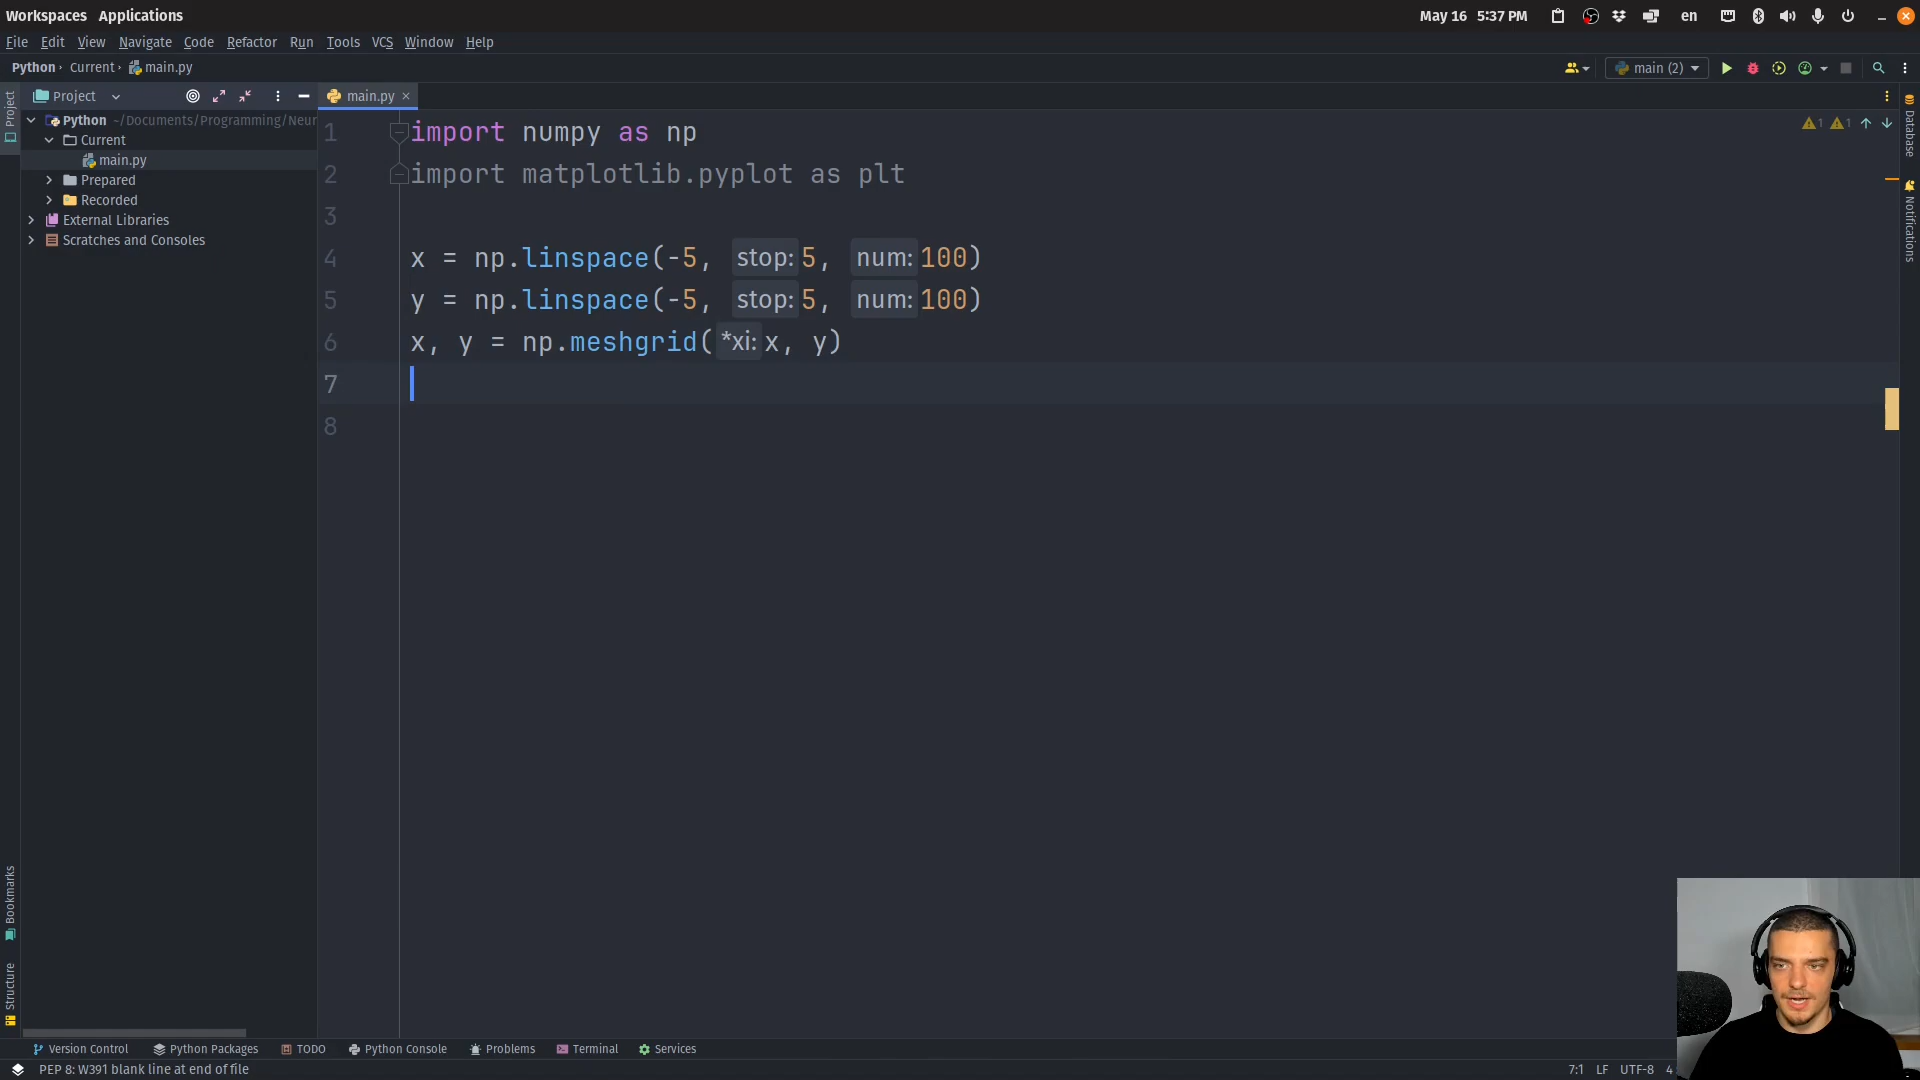 Workspaces Applications
May 16 5:37 PM
en
File Edit View Navigate Code Refactor Run Tools VCS Window Help
Python Current main.py
main (2)
Project
main.py
Python ~/Documents/Programming/Neur
Current
main.py
Prepared
Recorded
External Libraries
Scratches and Consoles
Project
Bookmarks
Structure
1 import numpy as np
2 import matplotlib.pyplot as plt
3
4 x = np.linspace(-5, stop: 5, num: 100)
5 y = np.linspace(-5, stop: 5, num: 100)
6 x, y = np.meshgrid(*xi: x, y)
7
8
1 1
Database
Notifications
Version Control Python Packages TODO Python Console Problems Terminal Services
PEP 8: W391 blank line at end of file
7:1 LF UTF-8 4